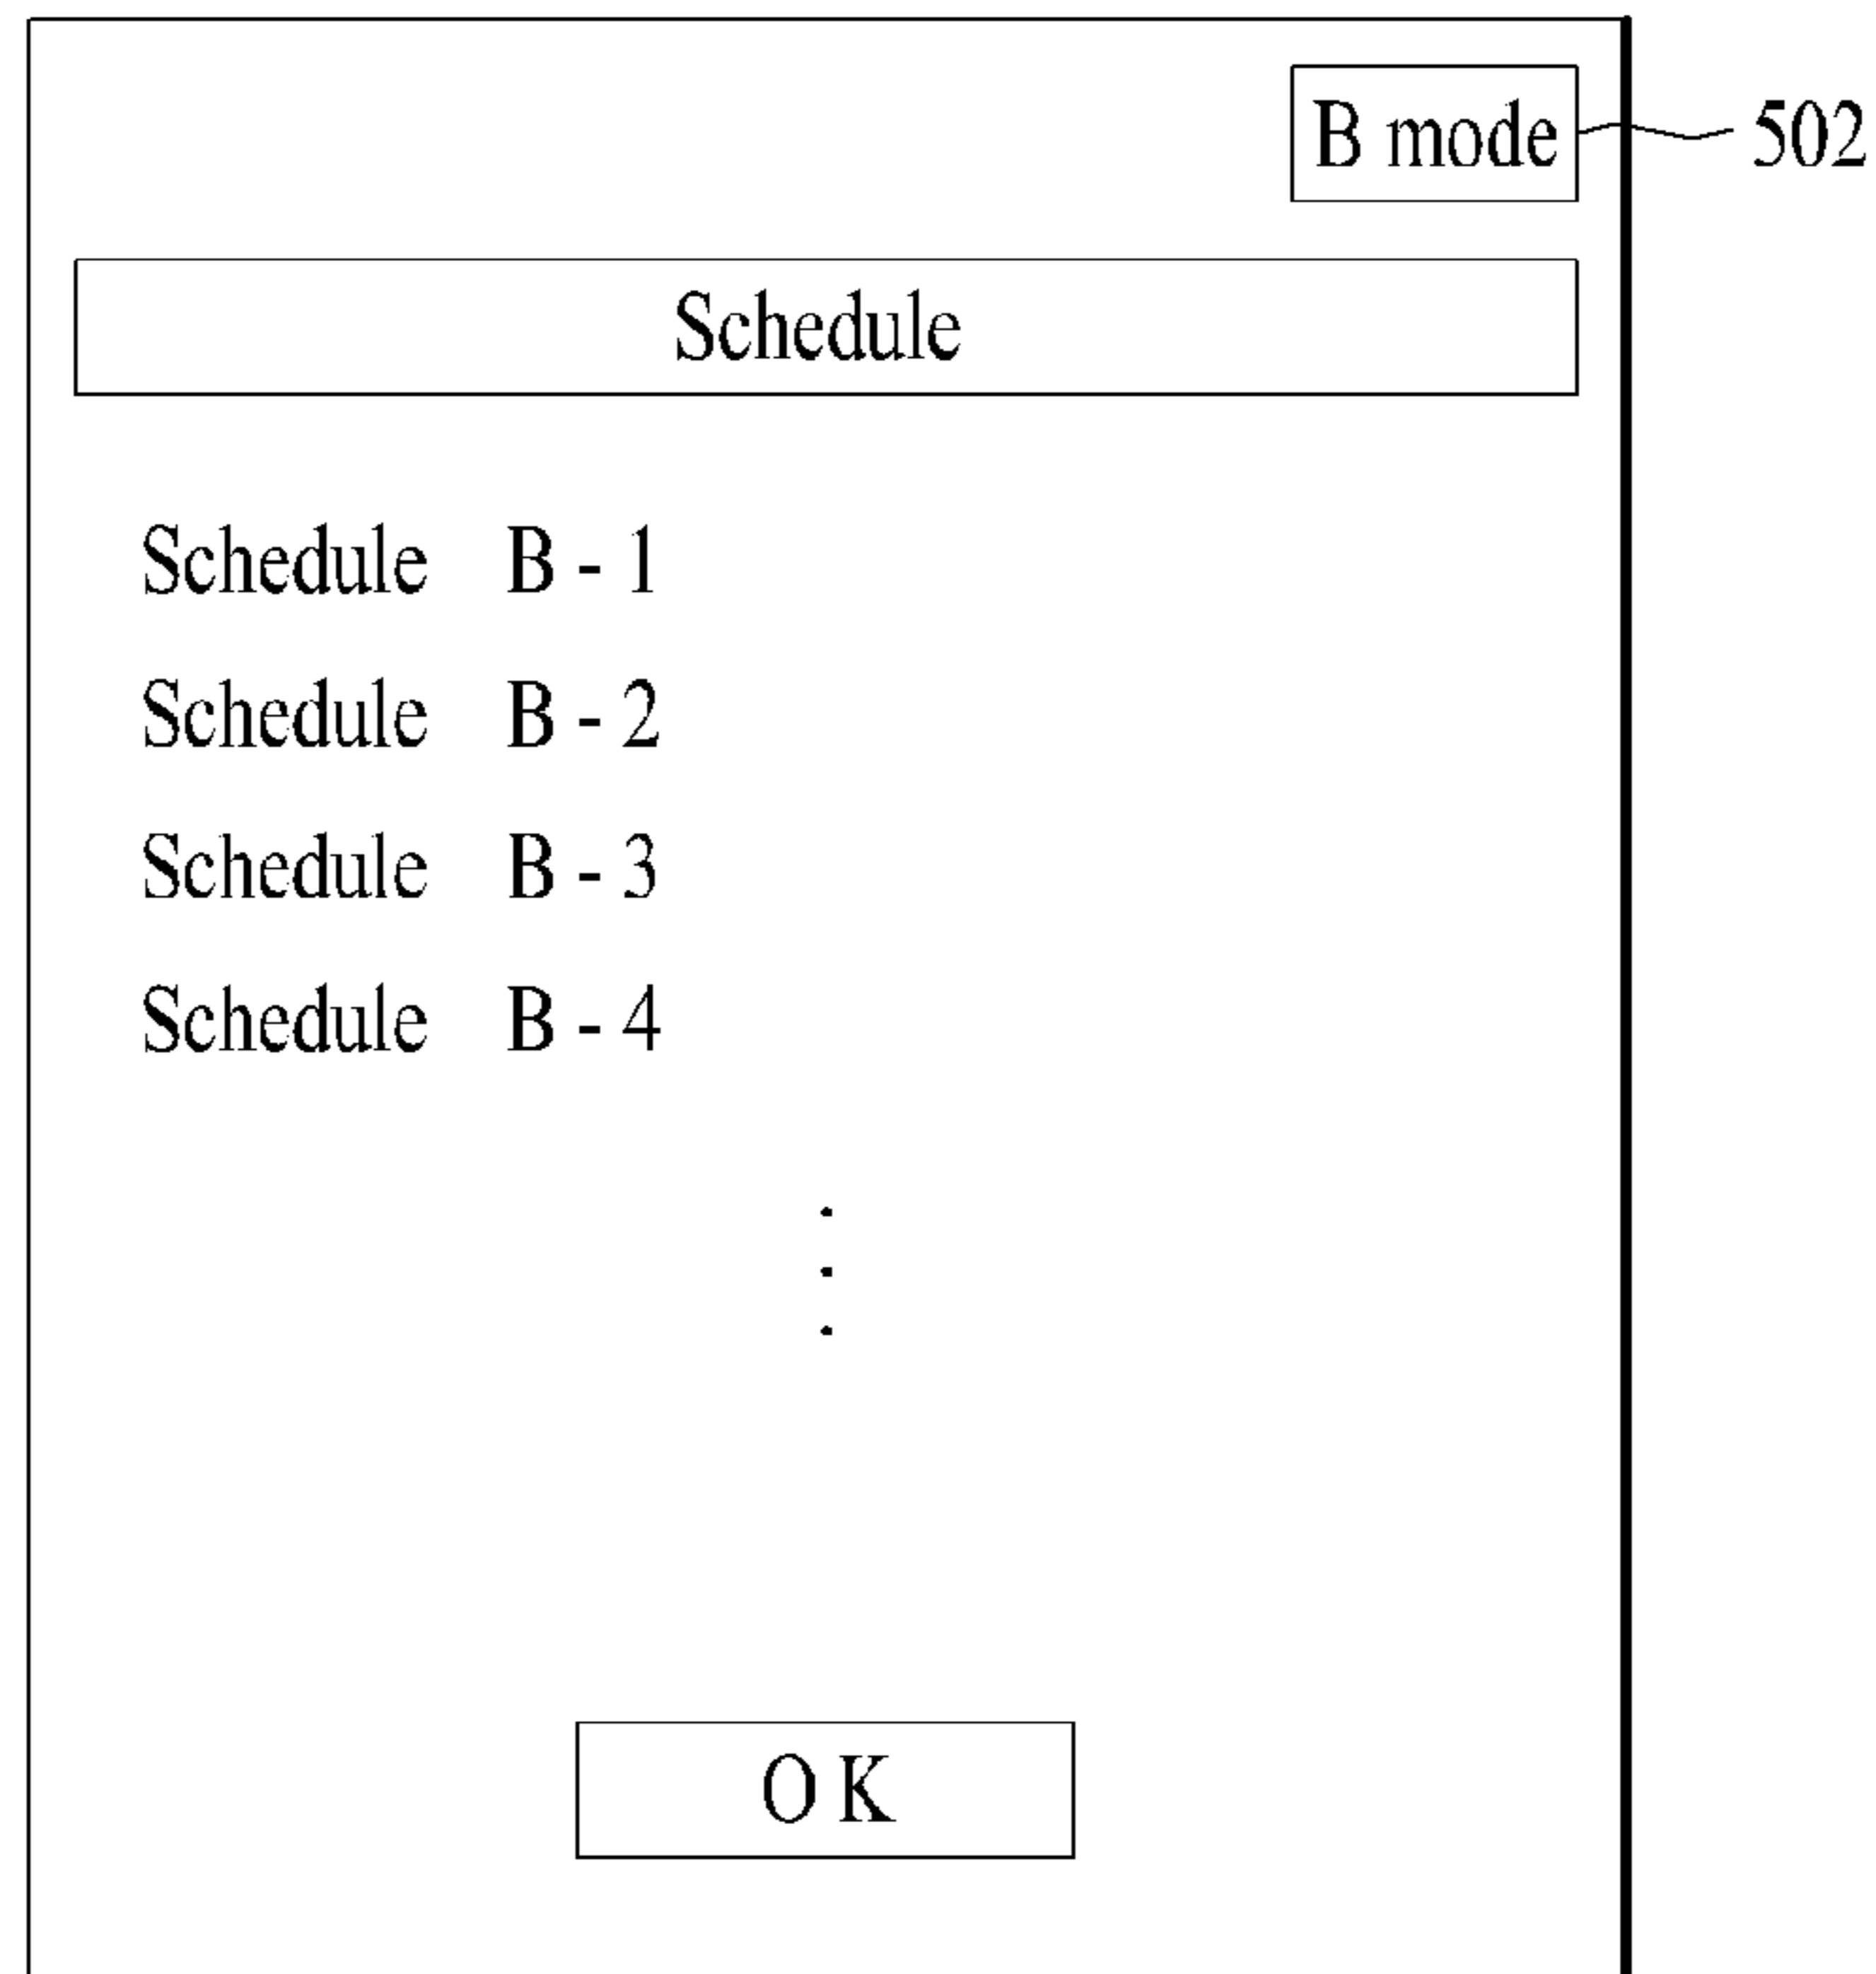 B mode 502
Schedule
Schedule B - 1
Schedule B - 2
Schedule B - 3
Schedule B - 4
OK